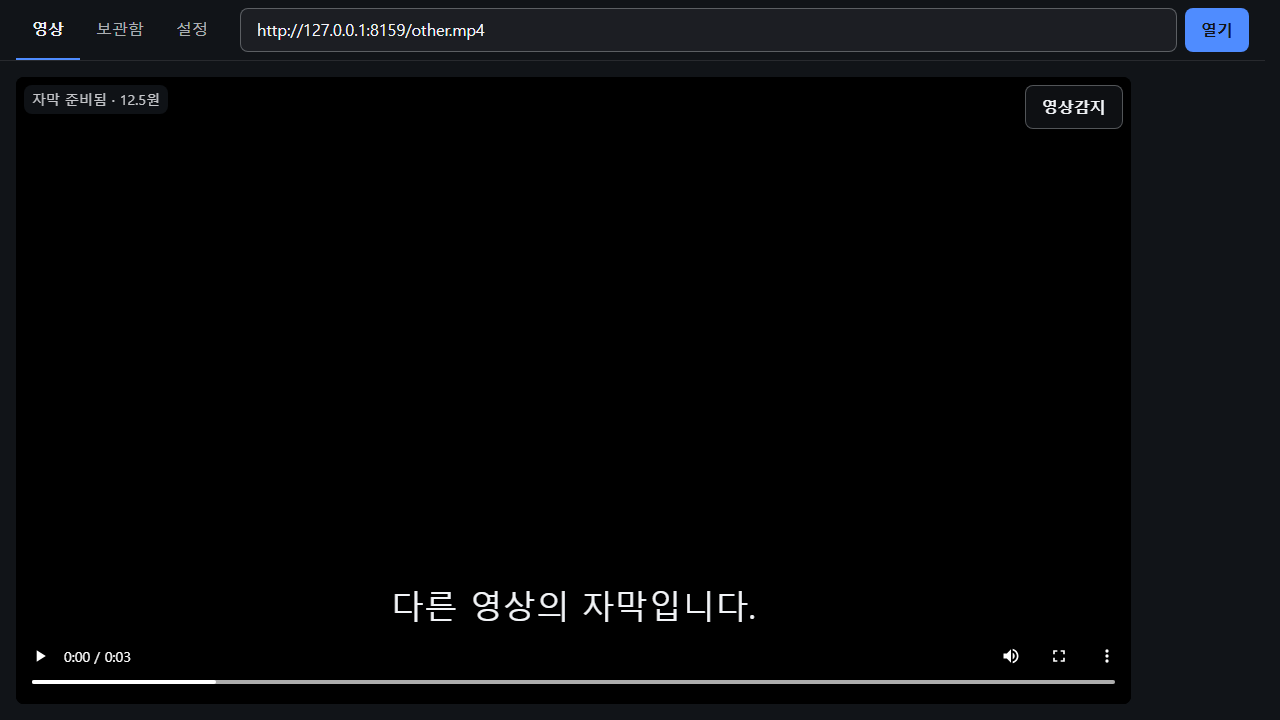 영상 보관함 설정 http://127.0.0.1:8159/other.mp4 열기
자막 준비됨 · 12.5원 영상감지
다른 영상의 자막입니다.
0:00 / 0:03